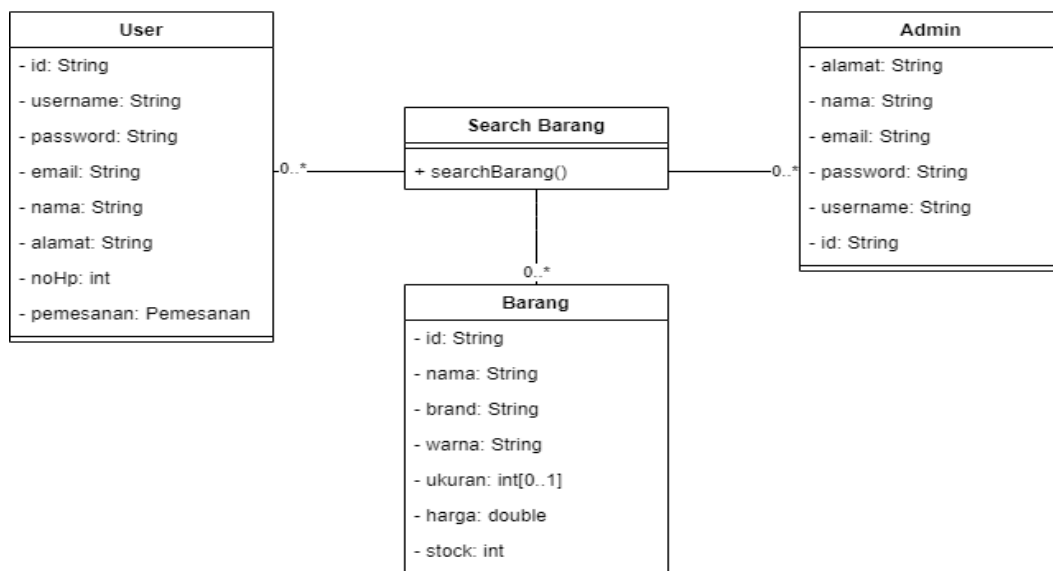 User
- id: String
- username: String
- password: String
- email: String
- nama: String
- alamat: String
- noHp: int
- pemesanan: Pemesanan
0..*
Search Barang
+ searchBarang()
0..*
Admin
- alamat: String
- nama: String
- email: String
- password: String
- username: String
- id: String
0..*
Barang
- id: String
- nama: String
- brand: String
- warna: String
- ukuran: int[0..1]
- harga: double
- stock: int